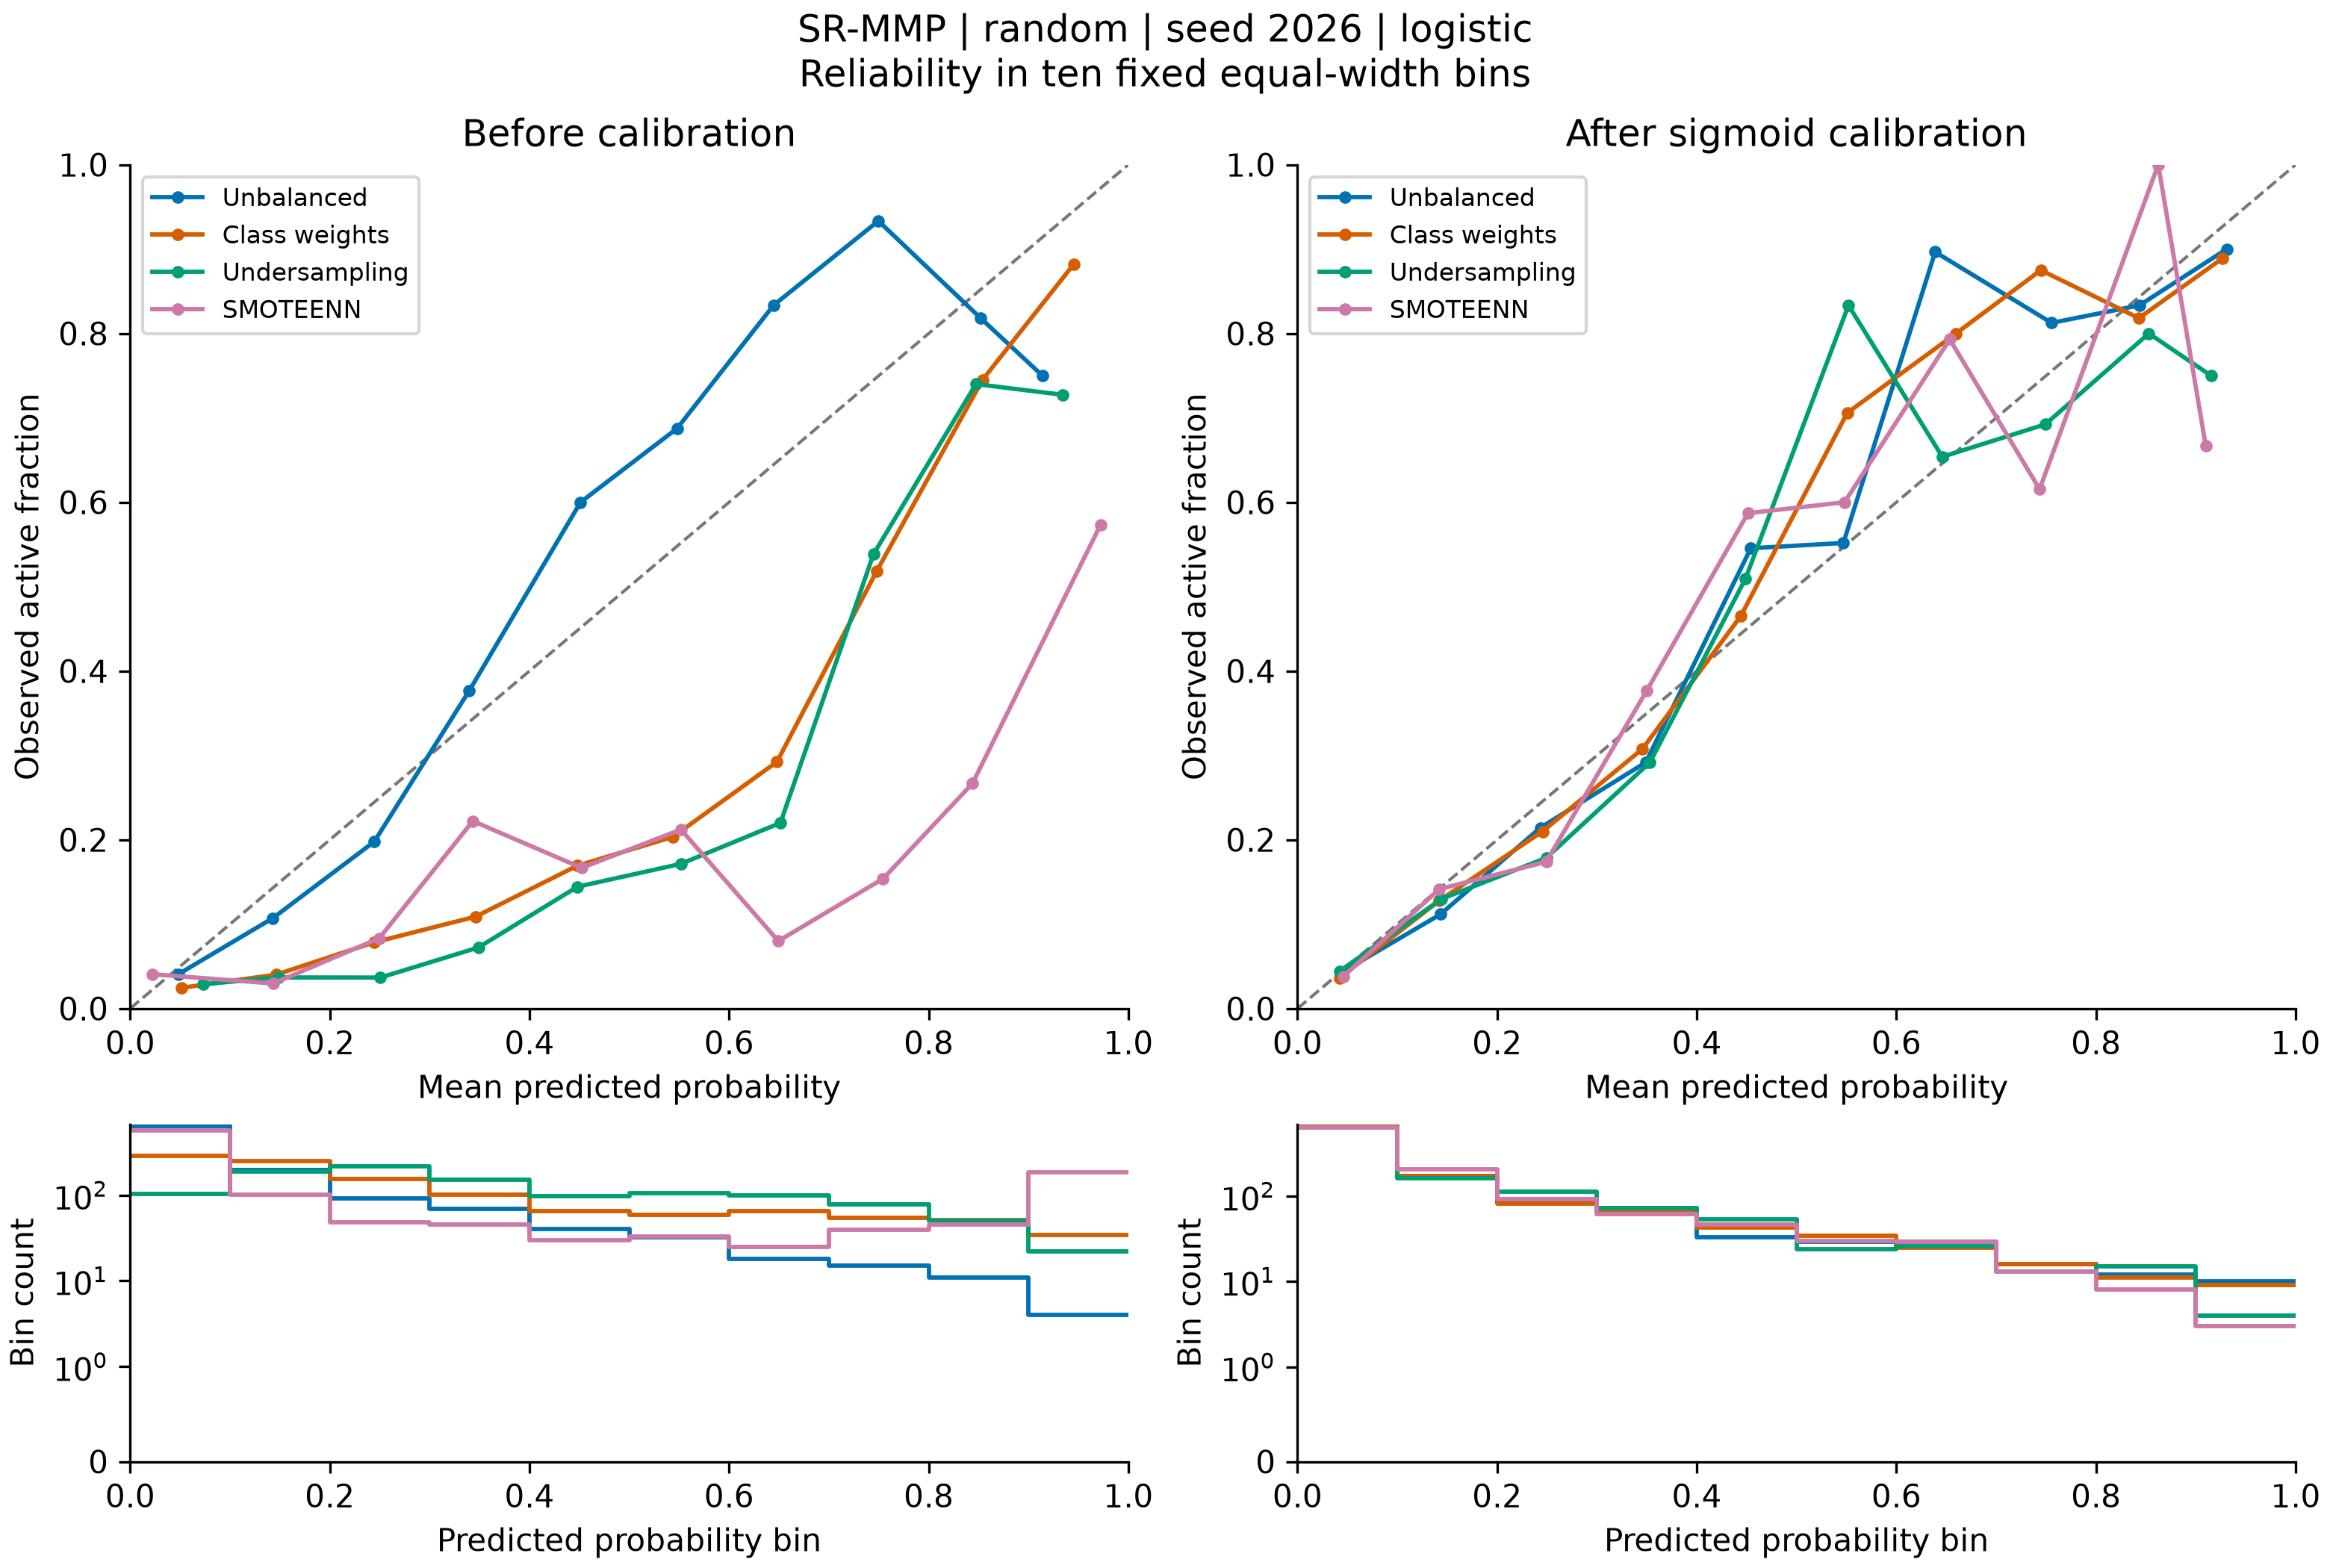 SR-MMP | random | seed 2026 | logistic
Reliability in ten fixed equal-width bins
Before calibration
1.0
0.8
0.6
0.4
0.2
0.0
Observed active fraction
Unbalanced
Class weights
Undersampling
SMOTEENN
0.0 0.2 0.4 0.6 0.8 1.0
Mean predicted probability
After sigmoid calibration
1.0
0.8
0.6
0.4
0.2
0.0
Observed active fraction
Unbalanced
Class weights
Undersampling
SMOTEENN
0.0 0.2 0.4 0.6 0.8 1.0
Mean predicted probability
10²
10¹
10⁰
0
Bin count
0.0 0.2 0.4 0.6 0.8 1.0
Predicted probability bin
10²
10¹
10⁰
0
Bin count
0.0 0.2 0.4 0.6 0.8 1.0
Predicted probability bin